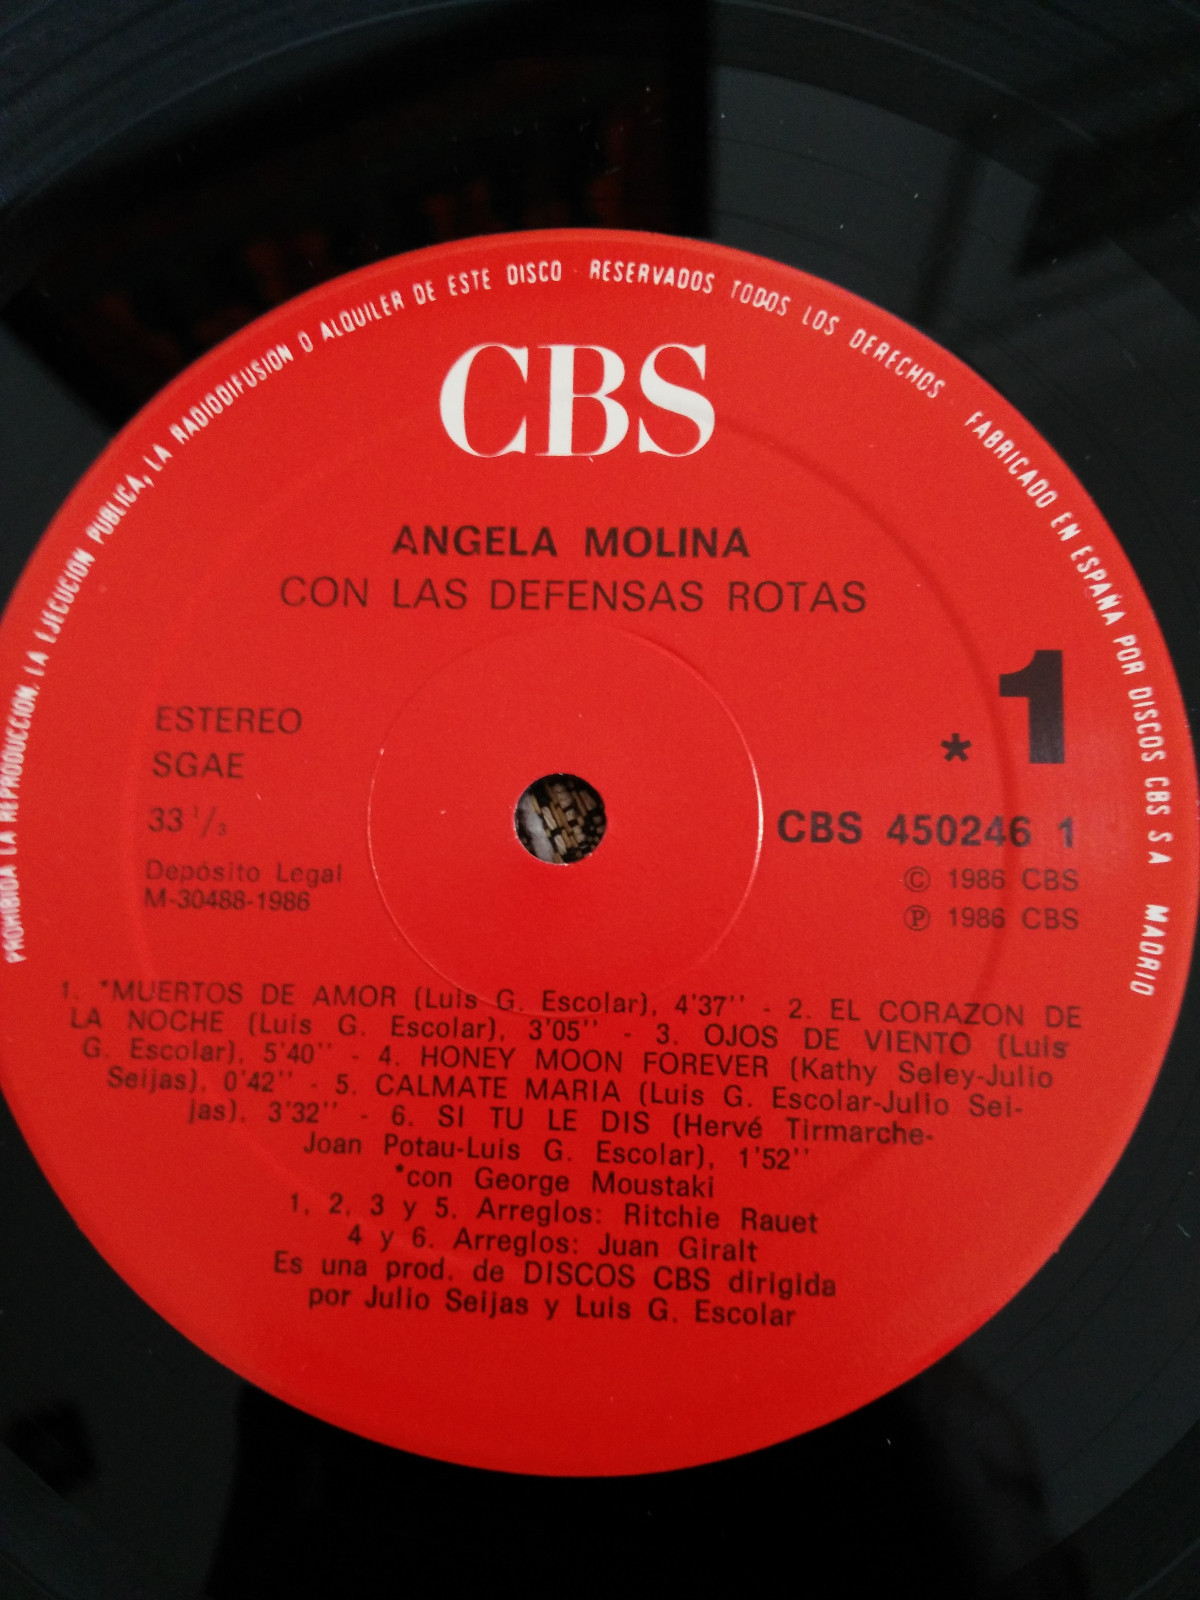 PROHIBIDA LA REPRODUCCION, LA EJECUCION PUBLICA, LA RADIODIFUSION O ALQUILER DE ESTE DISCO · RESERVADOS TODOS LOS DERECHOS · FABRICADO EN ESPAÑA POR DISCOS CBS S A MADRID
CBS
ANGELA MOLINA
CON LAS DEFENSAS ROTAS
ESTEREO
SGAE
33 1/3
Depósito Legal
M-30488-1986
* 1
CBS 450246 1
© 1986 CBS
℗ 1986 CBS
1. *MUERTOS DE AMOR (Luis G. Escolar), 4'37'' - 2. EL CORAZON DE
LA NOCHE (Luis G. Escolar), 3'05'' - 3. OJOS DE VIENTO (Luis
G. Escolar), 5'40'' - 4. HONEY MOON FOREVER (Kathy Seley-Julio
Seijas), 0'42'' - 5. CALMATE MARIA (Luis G. Escolar-Julio Sei-
jas), 3'32'' - 6. SI TU LE DIS (Hervé Tirmarche-
Joan Potau-Luis G. Escolar), 1'52''
*con George Moustaki
1, 2, 3 y 5. Arreglos: Ritchie Rauet
4 y 6. Arreglos: Juan Giralt
Es una prod. de DISCOS CBS dirigida
por Julio Seijas y Luis G. Escolar